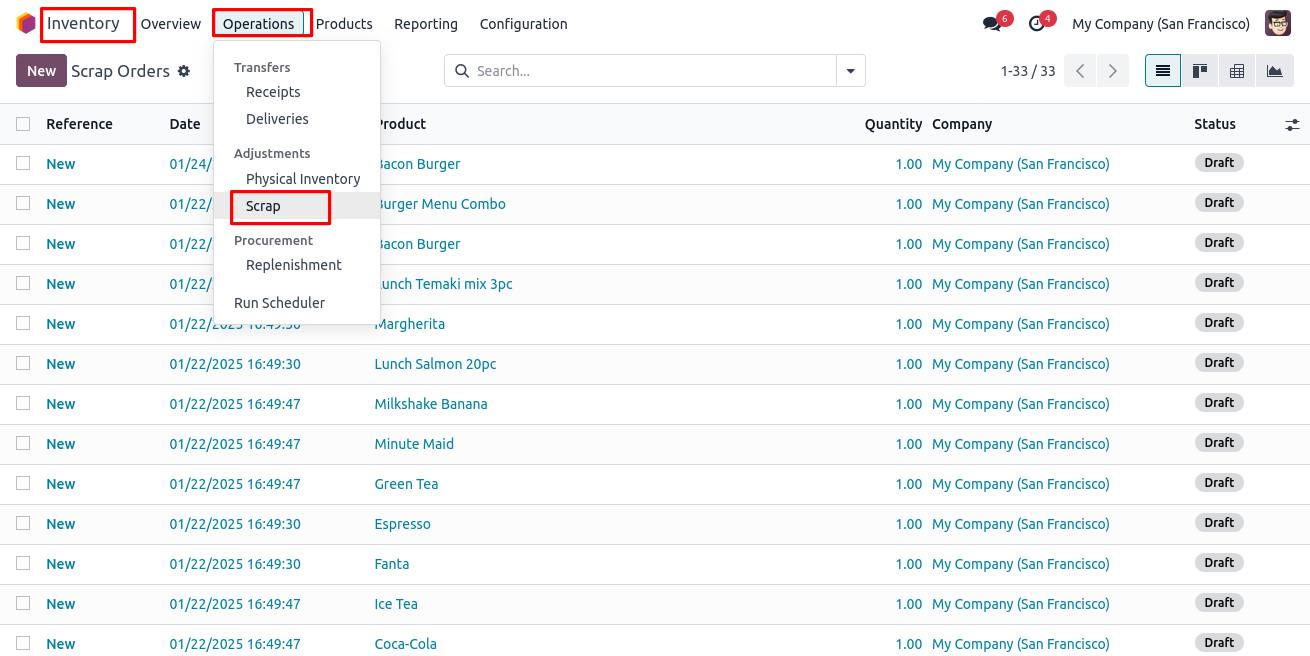 Inventory Overview Operations Products Reporting Configuration 6 4 My Company (San Francisco)
New Scrap Orders Search... 1-33 / 33
Transfers
Receipts
Deliveries
Adjustments
Physical Inventory
Scrap
Procurement
Replenishment
Run Scheduler
Reference Date Product Quantity Company Status
New 01/24/ Bacon Burger 1.00 My Company (San Francisco) Draft
New 01/22/ Burger Menu Combo 1.00 My Company (San Francisco) Draft
New 01/22/ Bacon Burger 1.00 My Company (San Francisco) Draft
New 01/22/ Lunch Temaki mix 3pc 1.00 My Company (San Francisco) Draft
New 01/22/2025 16:49:30 Margherita 1.00 My Company (San Francisco) Draft
New 01/22/2025 16:49:30 Lunch Salmon 20pc 1.00 My Company (San Francisco) Draft
New 01/22/2025 16:49:47 Milkshake Banana 1.00 My Company (San Francisco) Draft
New 01/22/2025 16:49:47 Minute Maid 1.00 My Company (San Francisco) Draft
New 01/22/2025 16:49:47 Green Tea 1.00 My Company (San Francisco) Draft
New 01/22/2025 16:49:30 Espresso 1.00 My Company (San Francisco) Draft
New 01/22/2025 16:49:30 Fanta 1.00 My Company (San Francisco) Draft
New 01/22/2025 16:49:47 Ice Tea 1.00 My Company (San Francisco) Draft
New 01/22/2025 16:49:47 Coca-Cola 1.00 My Company (San Francisco) Draft